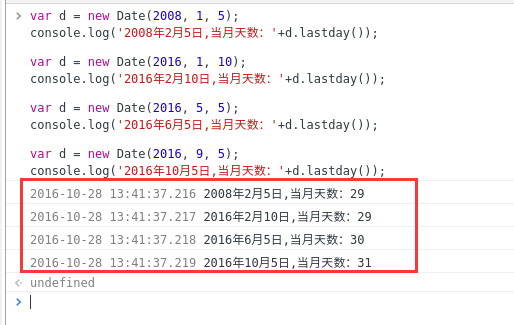 var d = new Date(2008, 1, 5);
console.log('2008年2月5日,当月天数：'+d.lastday());
var d = new Date(2016, 1, 10);
console.log('2016年2月10日,当月天数：'+d.lastday());
var d = new Date(2016, 5, 5);
console.log('2016年6月5日,当月天数：'+d.lastday());
var d = new Date(2016, 9, 5);
console.log('2016年10月5日,当月天数：'+d.lastday());
2016-10-28 13:41:37.216 2008年2月5日,当月天数：29
2016-10-28 13:41:37.217 2016年2月10日,当月天数：29
2016-10-28 13:41:37.218 2016年6月5日,当月天数：30
2016-10-28 13:41:37.219 2016年10月5日,当月天数：31
undefined